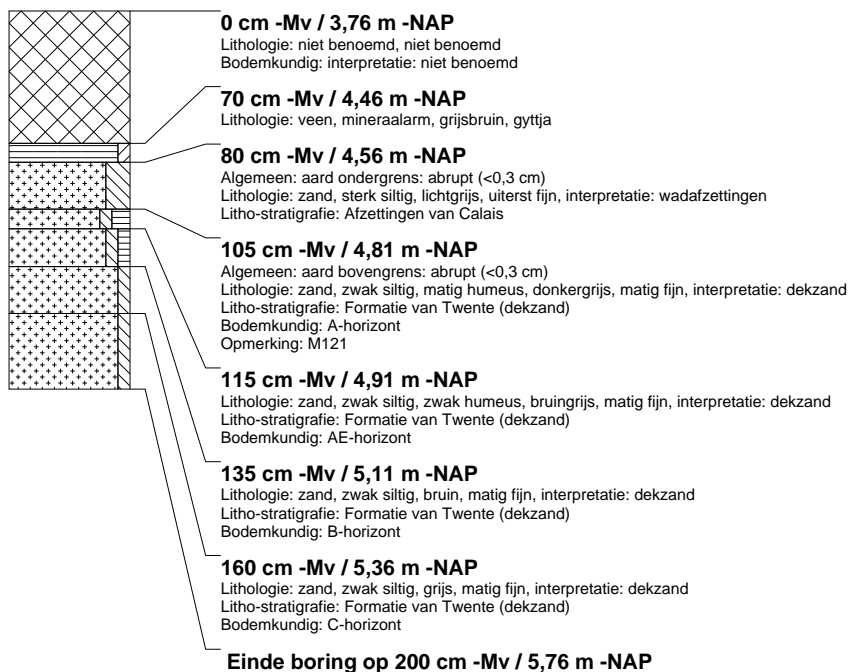 0 cm -Mv / 3,76 m -NAP
Lithologie: niet benoemd, niet benoemd
Bodemkundig: interpretatie: niet benoemd
70 cm -Mv / 4,46 m -NAP
Lithologie: veen, mineraalarm, grijsbruin, gyttja
80 cm -Mv / 4,56 m -NAP
Algemeen: aard ondergrens: abrupt (<0,3 cm)
Lithologie: zand, sterk siltig, lichtgrijs, uiterst fijn, interpretatie: wadafzettingen
Litho-stratigrafie: Afzettingen van Calais
105 cm -Mv / 4,81 m -NAP
Algemeen: aard bovengrens: abrupt (<0,3 cm)
Lithologie: zand, zwak siltig, matig humeus, donkergrijs, matig fijn, interpretatie: dekzand
Litho-stratigrafie: Formatie van Twente (dekzand)
Bodemkundig: A-horizont
Opmerking: M121
115 cm -Mv / 4,91 m -NAP
Lithologie: zand, zwak siltig, zwak humeus, bruingrijs, matig fijn, interpretatie: dekzand
Litho-stratigrafie: Formatie van Twente (dekzand)
Bodemkundig: AE-horizont
135 cm -Mv / 5,11 m -NAP
Lithologie: zand, zwak siltig, bruin, matig fijn, interpretatie: dekzand
Litho-stratigrafie: Formatie van Twente (dekzand)
Bodemkundig: B-horizont
160 cm -Mv / 5,36 m -NAP
Lithologie: zand, zwak siltig, grijs, matig fijn, interpretatie: dekzand
Litho-stratigrafie: Formatie van Twente (dekzand)
Bodemkundig: C-horizont
Einde boring op 200 cm -Mv / 5,76 m -NAP